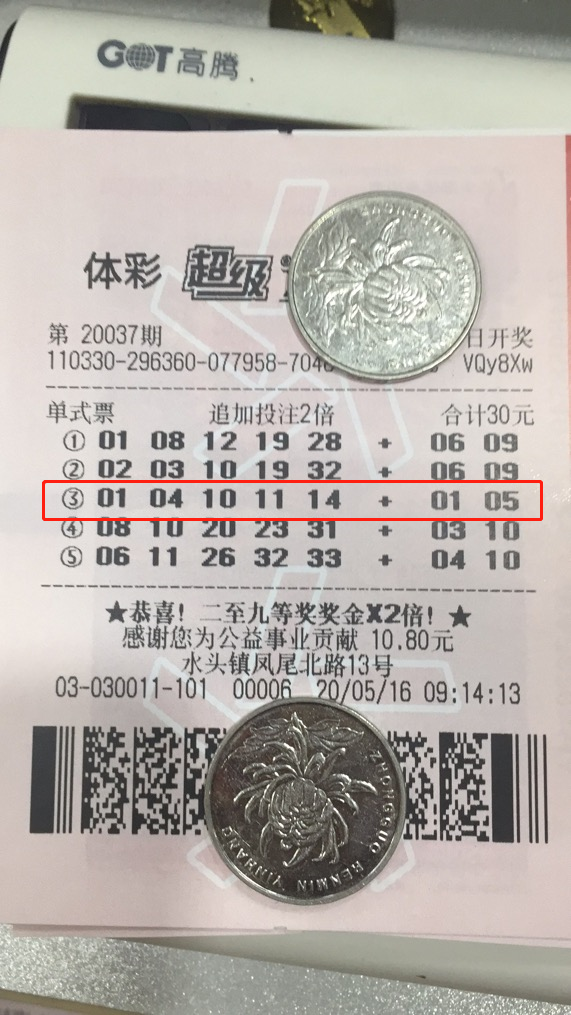 GOT高腾
体彩 超级
第 20037期 日开奖
110330-296360-077958-704 VQy8Xw
单式票 追加投注2倍 合计30元
① 01 08 12 19 28 + 06 09
② 02 03 10 19 32 + 06 09
③ 01 04 10 11 14 + 01 05
④ 08 10 20 23 31 + 03 10
⑤ 06 11 26 32 33 + 04 10
★恭喜! 二至九等奖奖金X2倍! ★
感谢您为公益事业贡献 10.80元
水头镇凤尾北路13号
03-030011-101 00006 20/05/16 09:14:13
ZHONGGUO RENMIN YINHANG